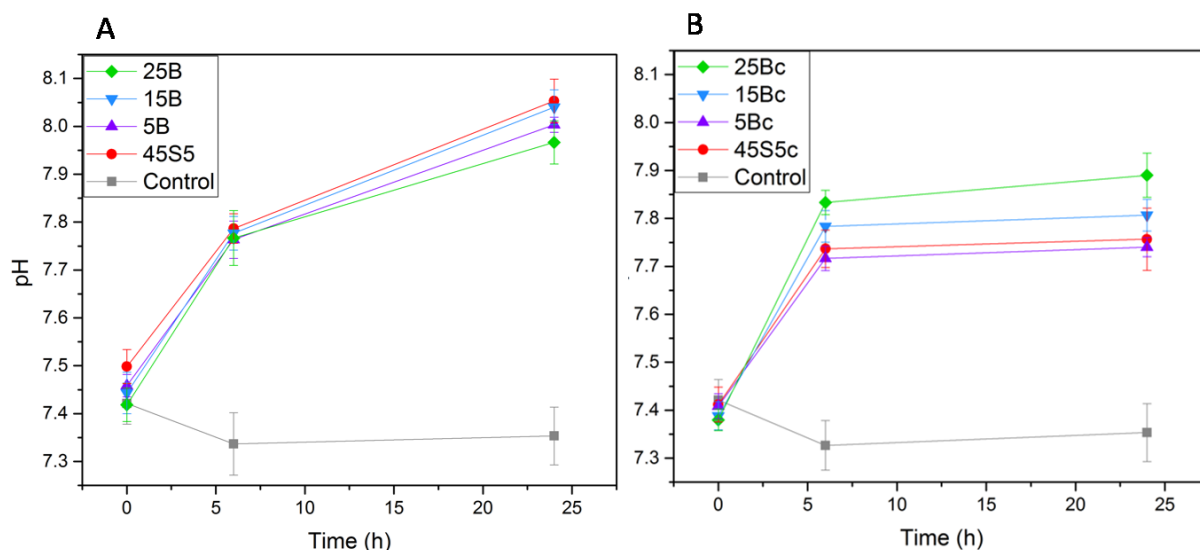 A
25B
15B
5B
45S5
Control
8.1
8.0
7.9
7.8
7.7
7.6
7.5
7.4
7.3
pH
0 5 10 15 20 25
Time (h)
B
25Bc
15Bc
5Bc
45S5c
Control
8.1
8.0
7.9
7.8
7.7
7.6
7.5
7.4
7.3
0 5 10 15 20 25
Time (h)